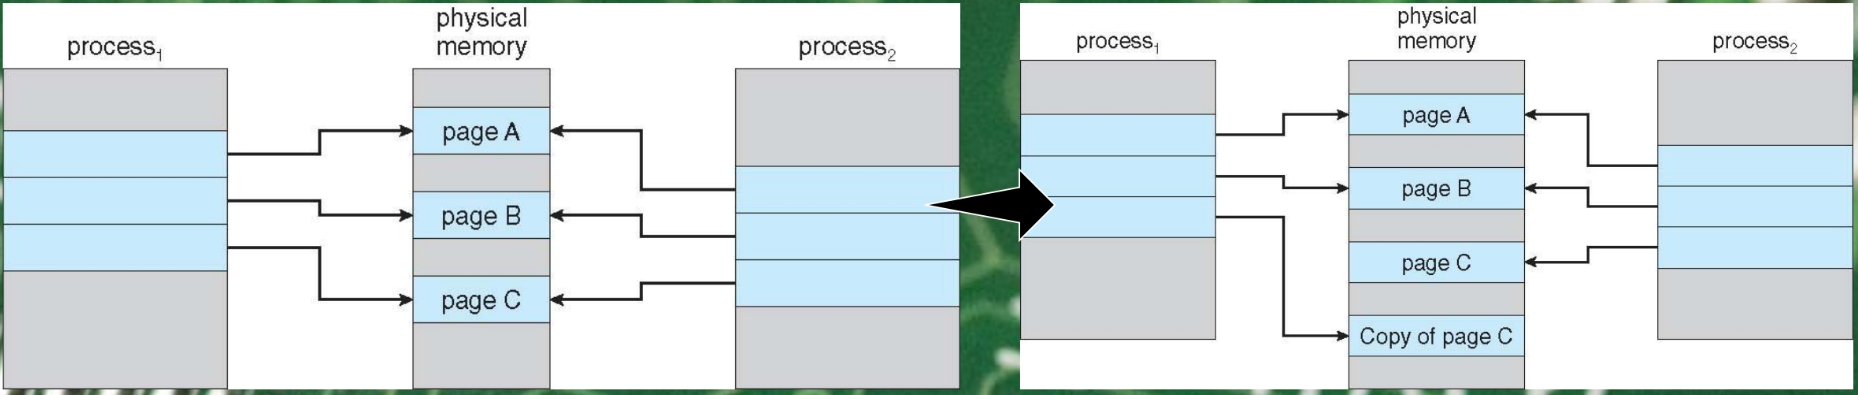 physical
memory
process₁
process₂
page A
page B
page C
physical
memory
process₁
process₂
page A
page B
page C
Copy of page C